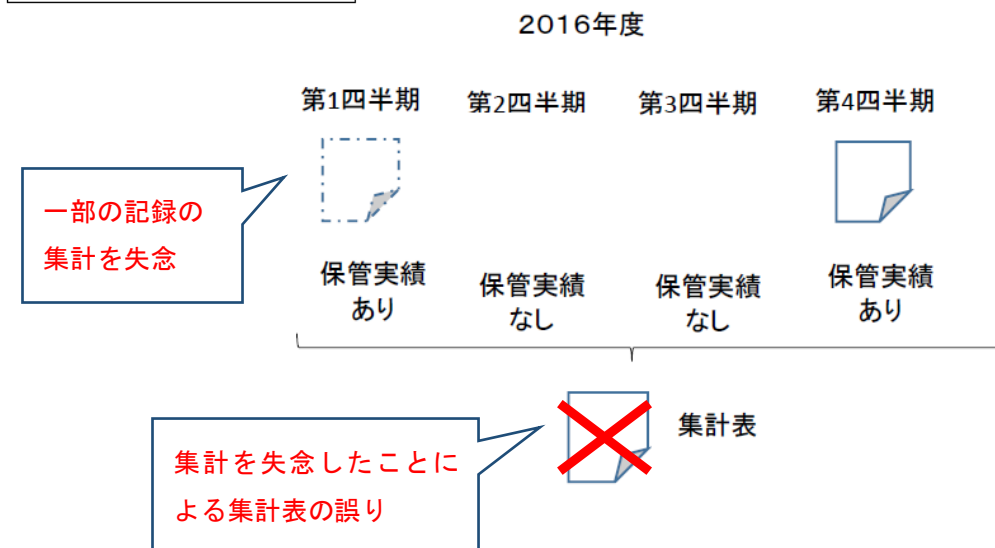 2016年度
第1四半期 第2四半期 第3四半期 第4四半期
一部の記録の
集計を失念
保管実績
あり
保管実績
なし
保管実績
なし
保管実績
あり
集計表
集計を失念したことに
よる集計表の誤り